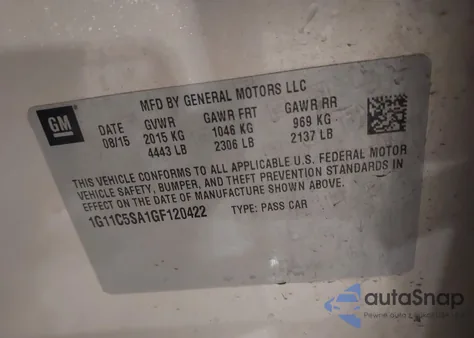 GM
MFD BY GENERAL MOTORS LLC
DATE GVWR GAWR FRT GAWR RR
08/15 2015 KG 1046 KG 969 KG
4443 LB 2306 LB 2137 LB
THIS VEHICLE CONFORMS TO ALL APPLICABLE U.S. FEDERAL MOTOR
VEHICLE SAFETY, BUMPER, AND THEFT PREVENTION STANDARDS IN
EFFECT ON THE DATE OF MANUFACTURE SHOWN ABOVE.
1G11C5SA1GF120422 TYPE: PASS CAR
autoSnap
Pewne auto z